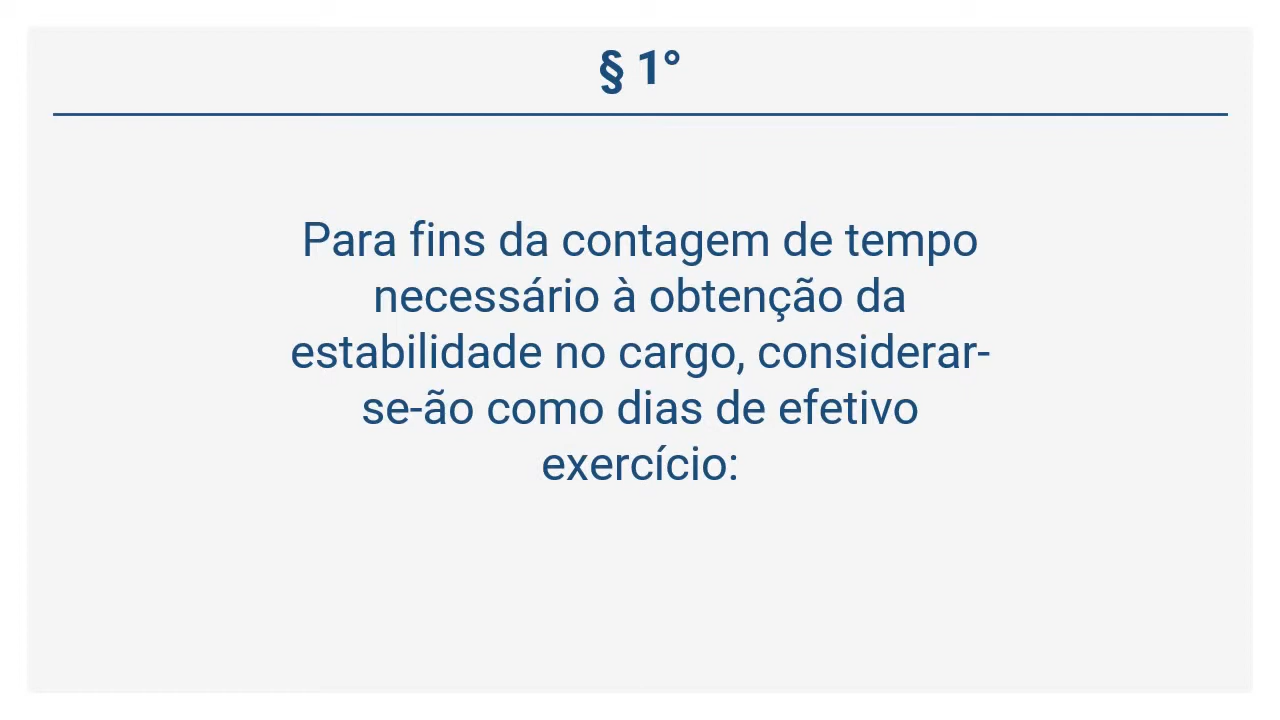 § 1°
Para fins da contagem de tempo
necessário à obtenção da
estabilidade no cargo, considerar-
se-ão como dias de efetivo
exercício: